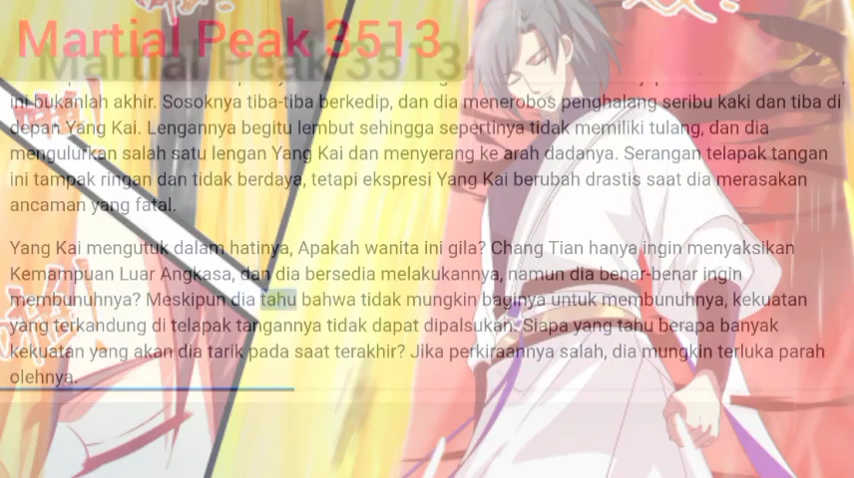 Martial Peak 3513
Martial Peak 3513
ini bukanlah akhir. Sosoknya tiba-tiba berkedip, dan dia menerobos penghalang seribu kaki dan tiba di
depan Yang Kai. Lengannya begitu lembut sehingga sepertinya tidak memiliki tulang, dan dia
mengulurkan salah satu lengan Yang Kai dan menyerang ke arah dadanya. Serangan telapak tangan
ini tampak ringan dan tidak berdaya, tetapi ekspresi Yang Kai berubah drastis saat dia merasakan
ancaman yang fatal.
Yang Kai mengutuk dalam hatinya, Apakah wanita ini gila? Chang Tian hanya ingin menyaksikan
Kemampuan Luar Angkasa, dan dia bersedia melakukannya, namun dia benar-benar ingin
membunuhnya? Meskipun dia tahu bahwa tidak mungkin baginya untuk membunuhnya, kekuatan
yang terkandung di telapak tangannya tidak dapat dipalsukan. Siapa yang tahu berapa banyak
kekuatan yang akan dia tarik pada saat terakhir? Jika perkiraannya salah, dia mungkin terluka parah
olehnya.